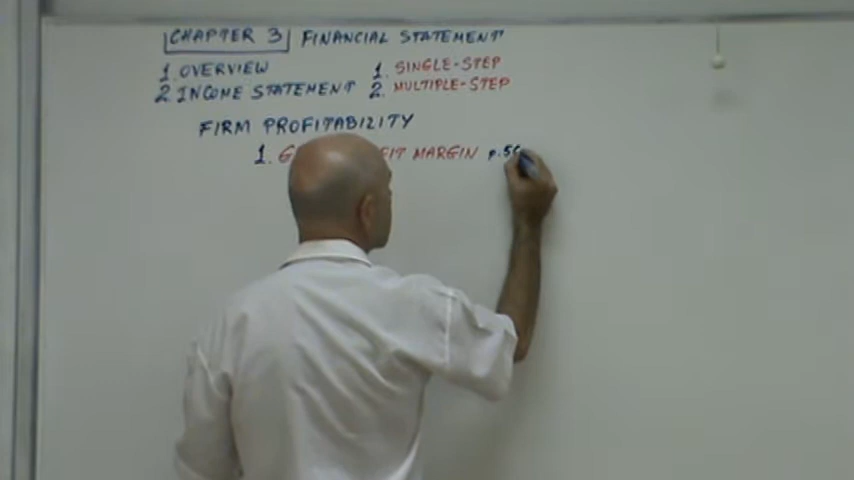 CHAPTER 3 FINANCIAL STATEMENT
1. OVERVIEW 1. SINGLE-STEP
2. INCOME STATEMENT 2. MULTIPLE-STEP
FIRM PROFITABILITY
1. MARGIN